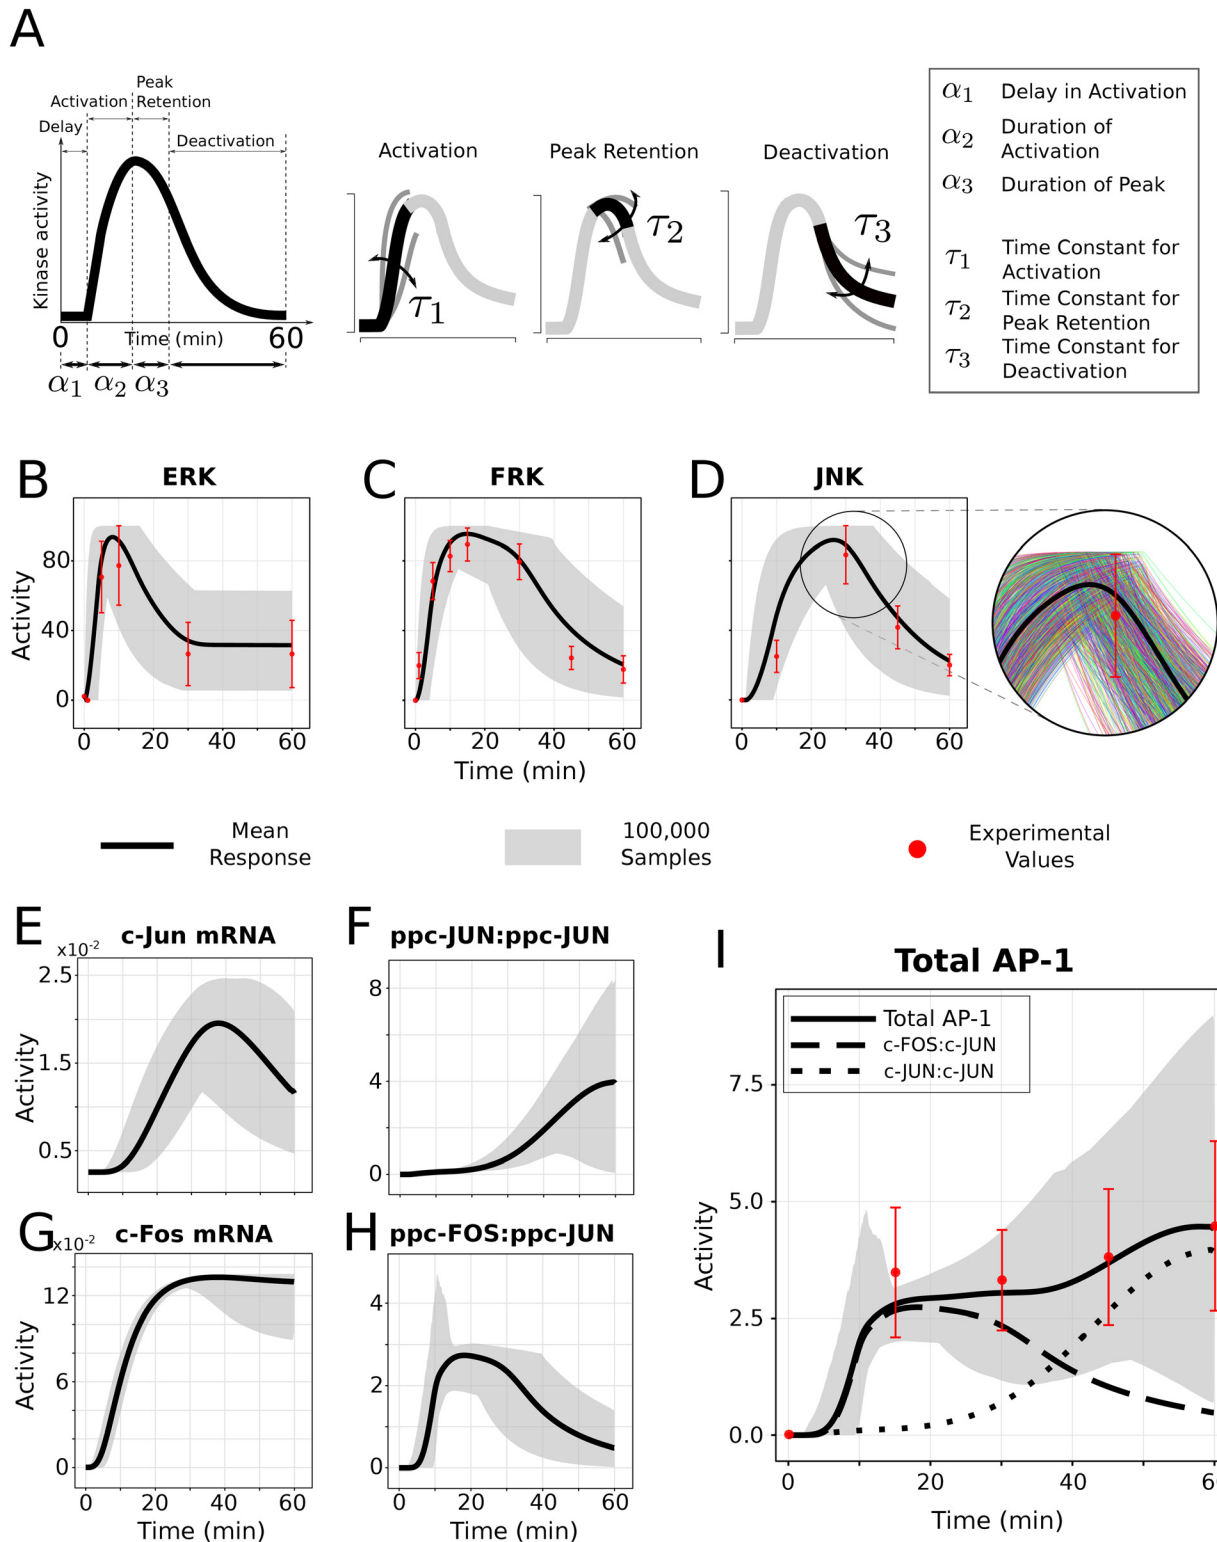 A
Peak
Activation Retention
Delay
Deactivation
Kinase activity
0 Time (min) 60
α1 α2 α3
Activation
τ1
Peak Retention
τ2
Deactivation
τ3
α1 Delay in Activation
α2 Duration of
Activation
α3 Duration of Peak
τ1 Time Constant for
Activation
τ2 Time Constant for
Peak Retention
τ3 Time Constant for
Deactivation
B ERK
C FRK
D JNK
Activity
80
40
0
0 20 40 60
0 20 40 60
0 20 40 60
Time (min)
Mean
Response
100,000
Samples
Experimental
Values
E c-Jun mRNA
x10-2
Activity
2.5
1.5
0.5
F ppc-JUN:ppc-JUN
8
4
0
G c-Fos mRNA
x10-2
Activity
12
6
0
0 20 40 60
Time (min)
H ppc-FOS:ppc-JUN
4
2
0
0 20 40 60
Time (min)
I Total AP-1
Total AP-1
c-FOS:c-JUN
c-JUN:c-JUN
Activity
7.5
5.0
2.5
0.0
0 20 40 60
Time (min)